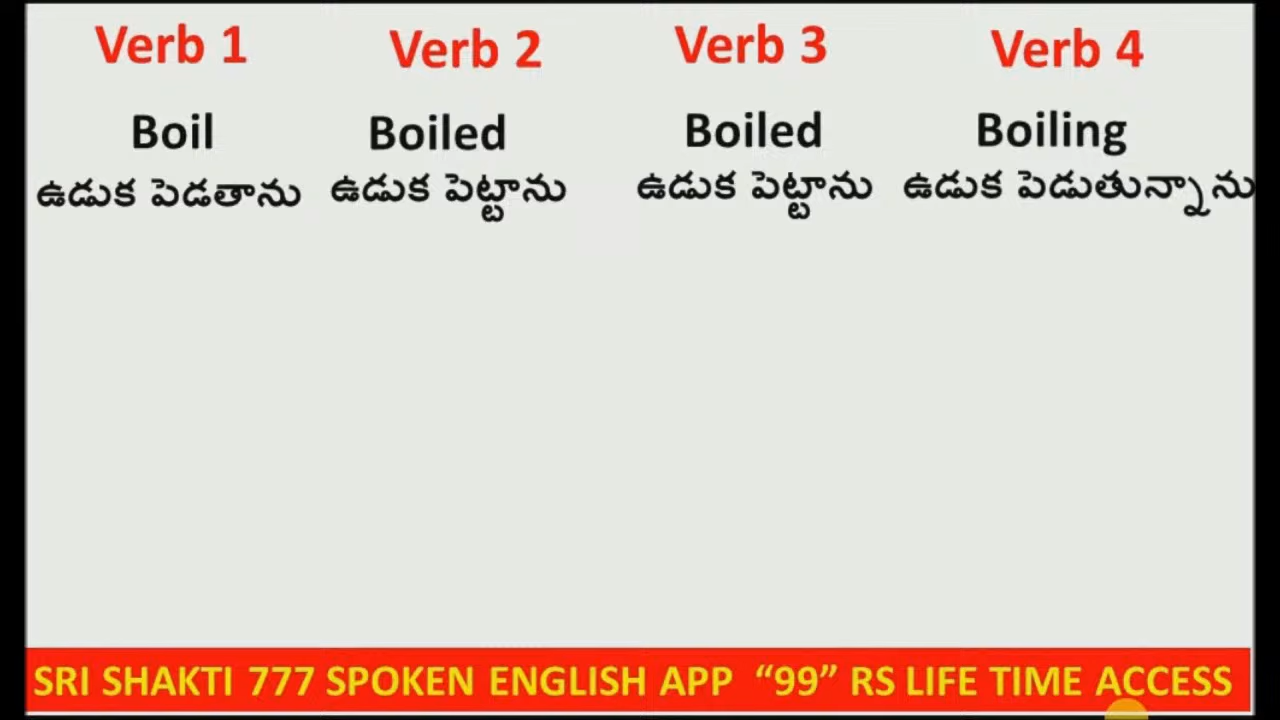 Verb 1 Verb 2 Verb 3 Verb 4
Boil Boiled Boiled Boiling
ఉడుక పెడతాను ఉడుక పెట్టాను ఉడుక పెట్టాను ఉడుక పెడుతున్నాను
SRI SHAKTI 777 SPOKEN ENGLISH APP “99” RS LIFE TIME ACCESS